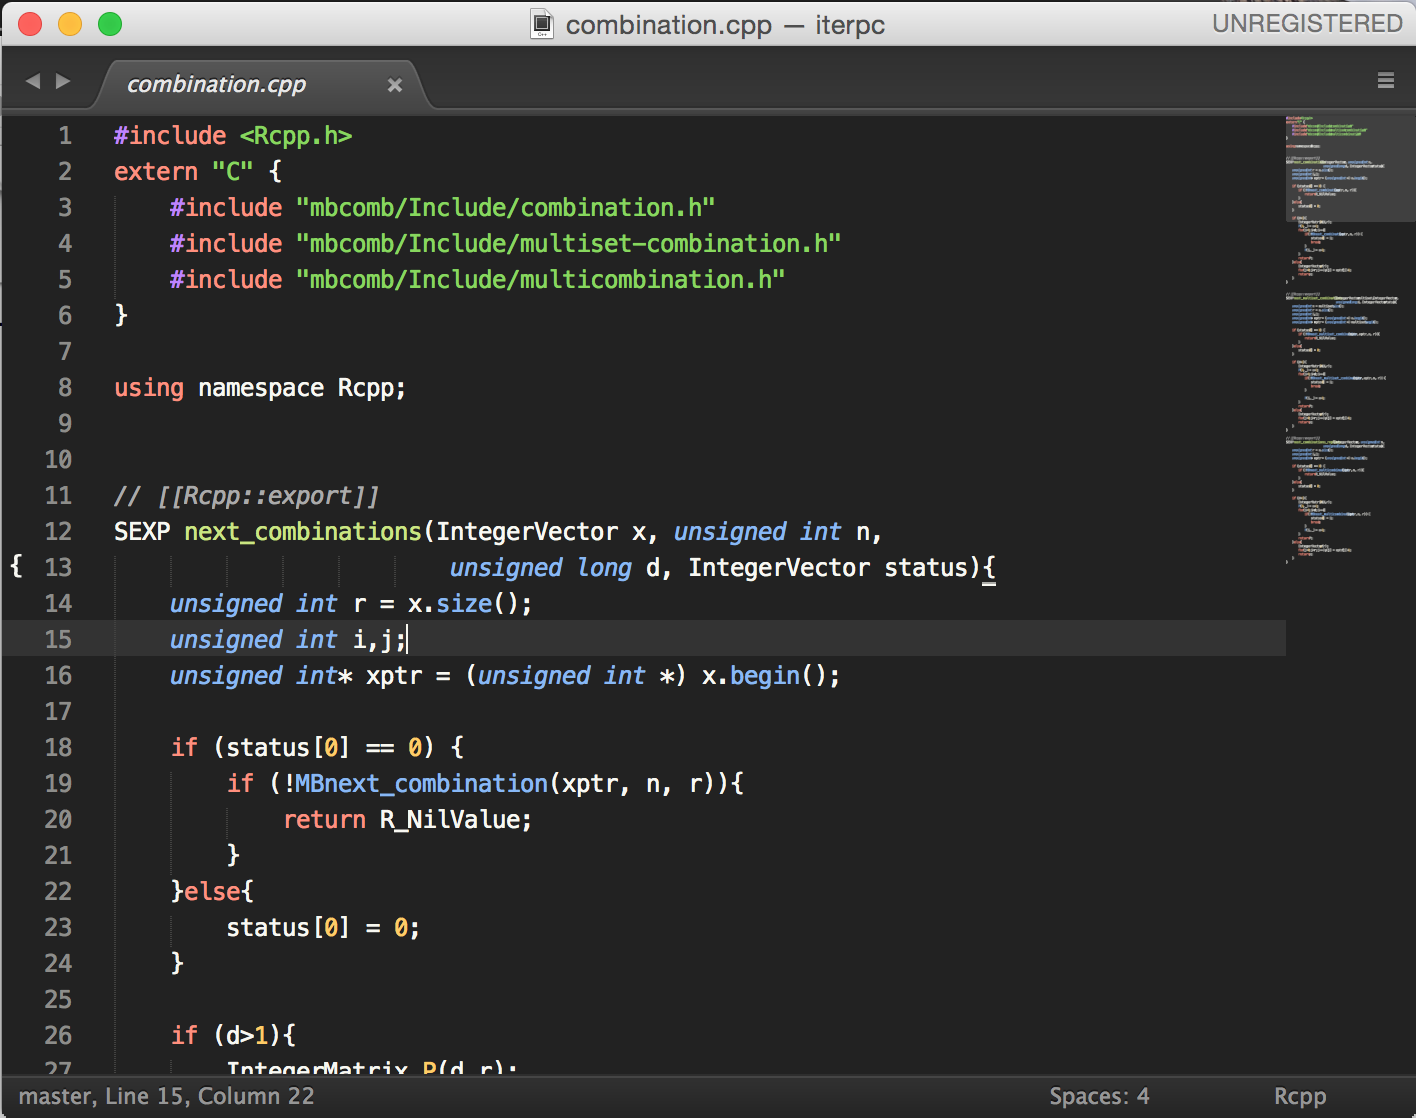 combination.cpp — iterpc
UNREGISTERED
combination.cpp
1 #include <Rcpp.h>
2 extern "C" {
3     #include "mbcomb/Include/combination.h"
4     #include "mbcomb/Include/multiset-combination.h"
5     #include "mbcomb/Include/multicombination.h"
6 }
7
8 using namespace Rcpp;
9
10
11 // [[Rcpp::export]]
12 SEXP next_combinations(IntegerVector x, unsigned int n,
{ 13                         unsigned long d, IntegerVector status){
14     unsigned int r = x.size();
15     unsigned int i,j;
16     unsigned int* xptr = (unsigned int *) x.begin();
17
18     if (status[0] == 0) {
19         if (!MBnext_combination(xptr, n, r)){
20             return R_NilValue;
21         }
22     }else{
23         status[0] = 0;
24     }
25
26     if (d>1){
27         IntegerMatrix P(d,r);
master, Line 15, Column 22
Spaces: 4
Rcpp